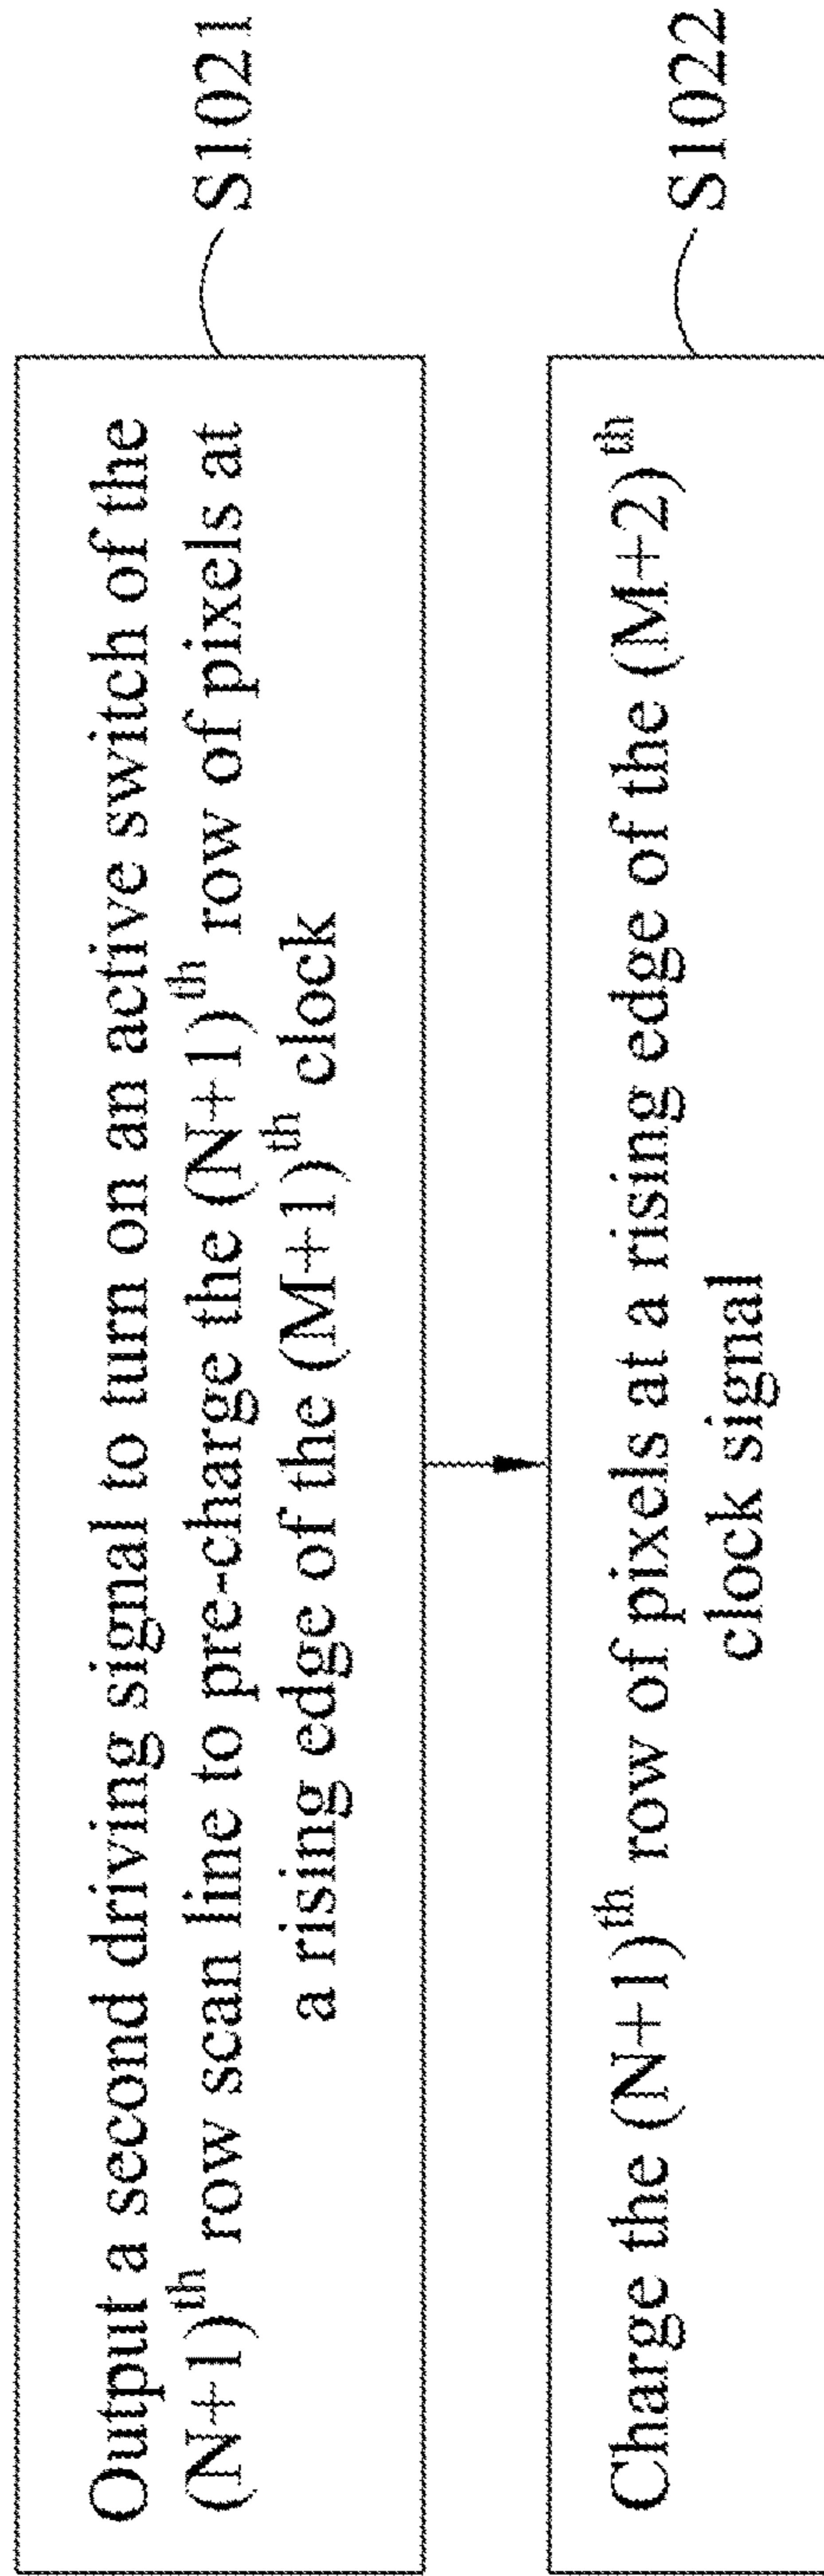 Output a second driving signal to turn on an active switch of the
(N+1)th row scan line to pre-charge the (N+1)th row of pixels at
a rising edge of the (M+1)th clock
S1021
Charge the (N+1)th row of pixels at a rising edge of the (M+2)th
clock signal
S1022